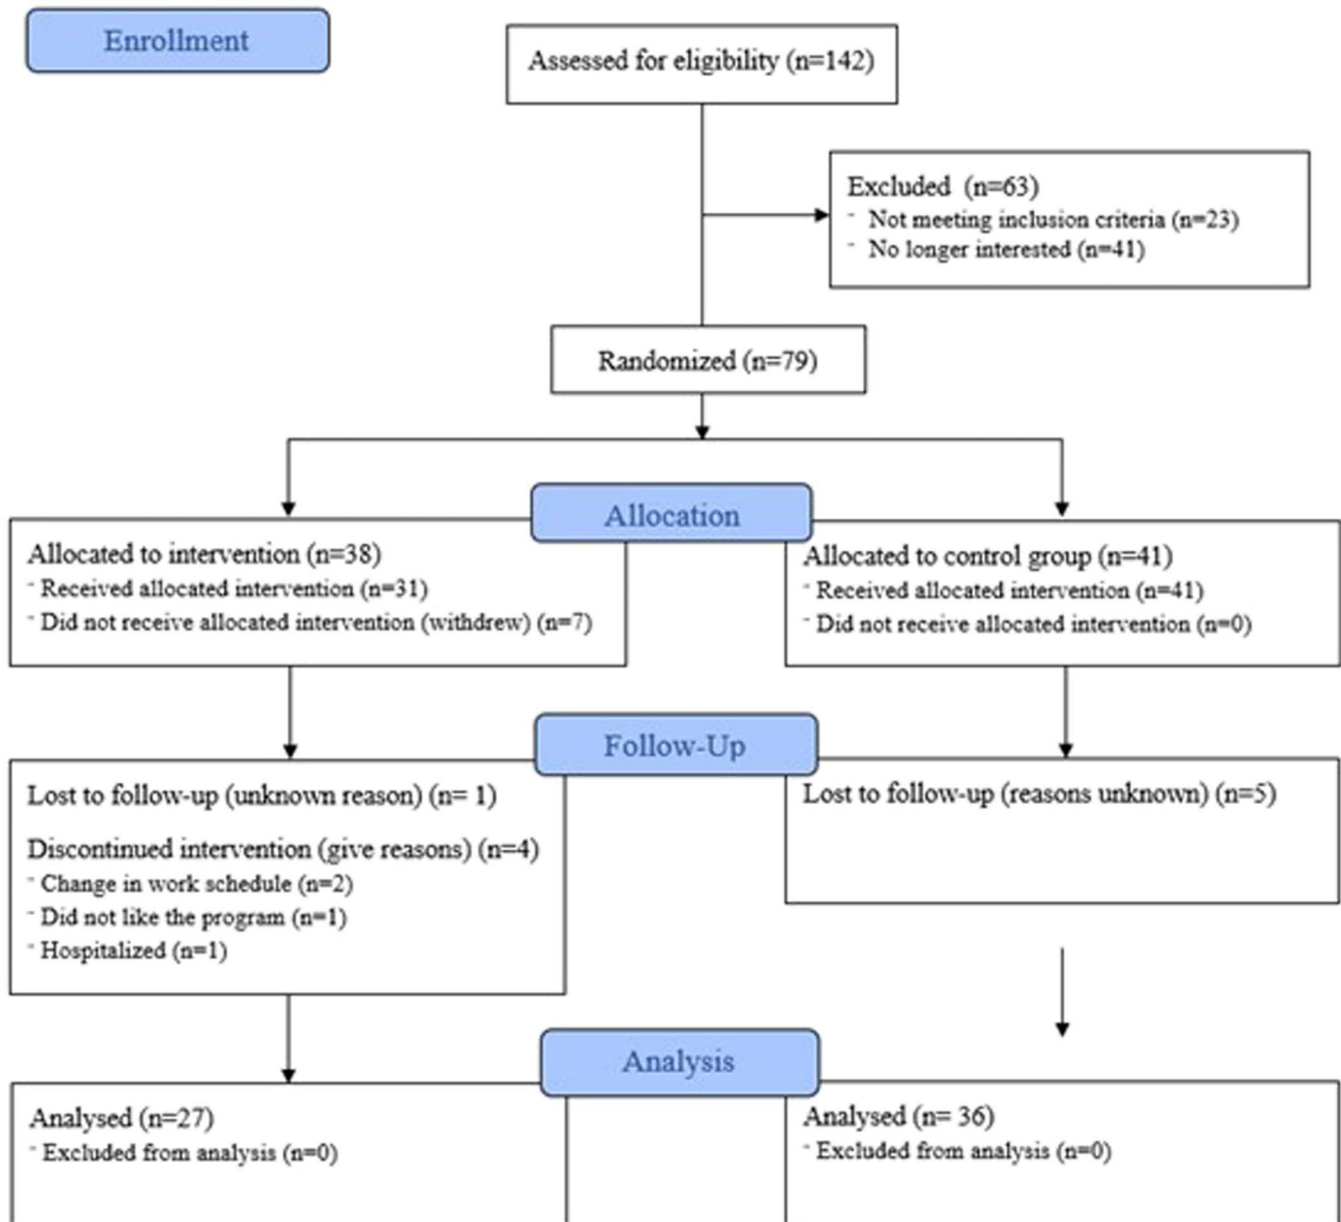 Enrollment
Assessed for eligibility (n=142)
Excluded (n=63)
- Not meeting inclusion criteria (n=23)
- No longer interested (n=41)
Randomized (n=79)
Allocation
Allocated to intervention (n=38)
- Received allocated intervention (n=31)
- Did not receive allocated intervention (withdrew) (n=7)
Allocated to control group (n=41)
- Received allocated intervention (n=41)
- Did not receive allocated intervention (n=0)
Follow-Up
Lost to follow-up (unknown reason) (n= 1)
Discontinued intervention (give reasons) (n=4)
- Change in work schedule (n=2)
- Did not like the program (n=1)
- Hospitalized (n=1)
Lost to follow-up (reasons unknown) (n=5)
Analysis
Analysed (n=27)
- Excluded from analysis (n=0)
Analysed (n= 36)
- Excluded from analysis (n=0)